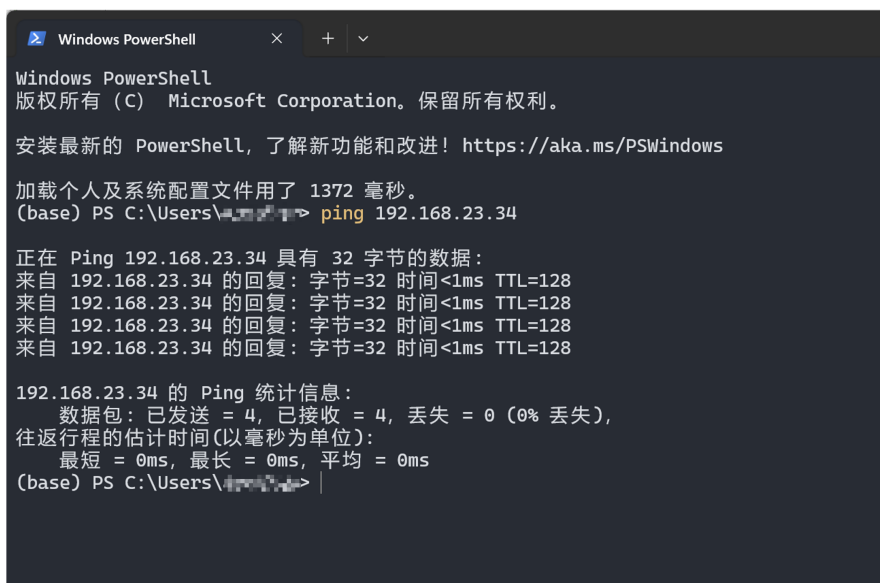 Windows PowerShell
Windows PowerShell
版权所有 (C) Microsoft Corporation。保留所有权利。
安装最新的 PowerShell，了解新功能和改进！https://aka.ms/PSWindows
加载个人及系统配置文件用了 1372 毫秒。
(base) PS C:\Users\> ping 192.168.23.34
正在 Ping 192.168.23.34 具有 32 字节的数据:
来自 192.168.23.34 的回复: 字节=32 时间<1ms TTL=128
来自 192.168.23.34 的回复: 字节=32 时间<1ms TTL=128
来自 192.168.23.34 的回复: 字节=32 时间<1ms TTL=128
来自 192.168.23.34 的回复: 字节=32 时间<1ms TTL=128
192.168.23.34 的 Ping 统计信息:
数据包: 已发送 = 4，已接收 = 4，丢失 = 0 (0% 丢失)，
往返行程的估计时间(以毫秒为单位):
最短 = 0ms，最长 = 0ms，平均 = 0ms
(base) PS C:\Users\>